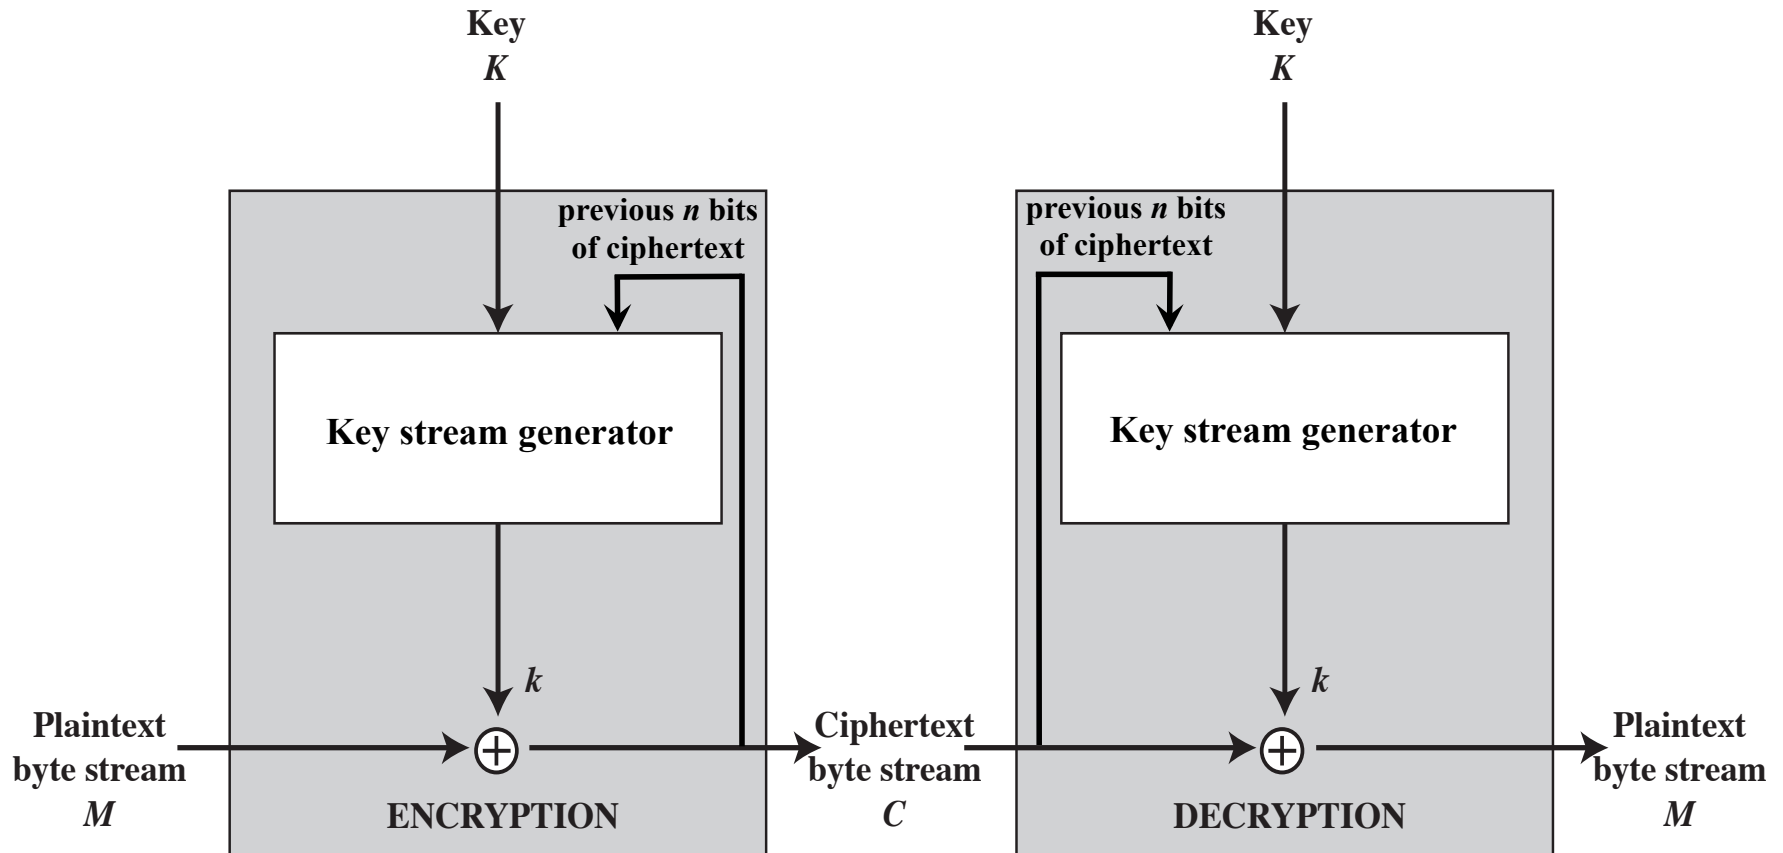 Key
K
Key
K
previous n bits
of ciphertext
previous n bits
of ciphertext
Key stream generator
Key stream generator
k
k
Plaintext
byte stream
M
Ciphertext
byte stream
C
Plaintext
byte stream
M
ENCRYPTION
DECRYPTION